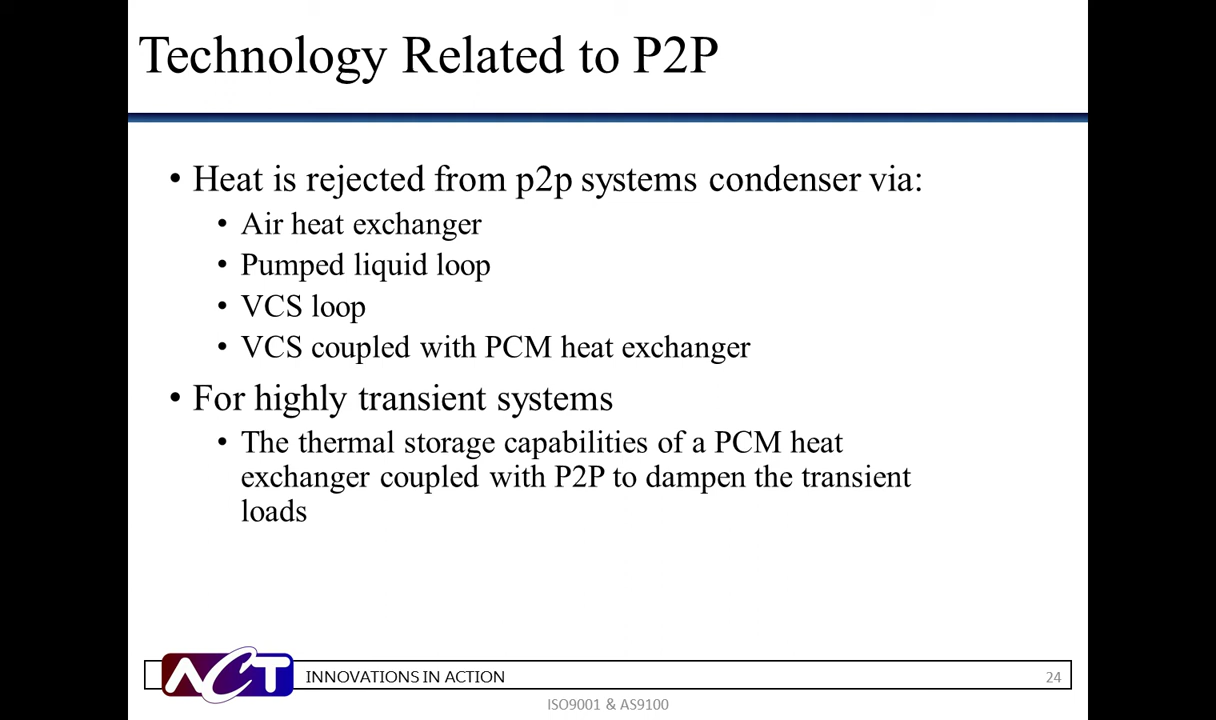 Technology Related to P2P
• Heat is rejected from p2p systems condenser via:
• Air heat exchanger
• Pumped liquid loop
• VCS loop
• VCS coupled with PCM heat exchanger
• For highly transient systems
• The thermal storage capabilities of a PCM heat
exchanger coupled with P2P to dampen the transient
loads
ACT INNOVATIONS IN ACTION 24
ISO9001 & AS9100